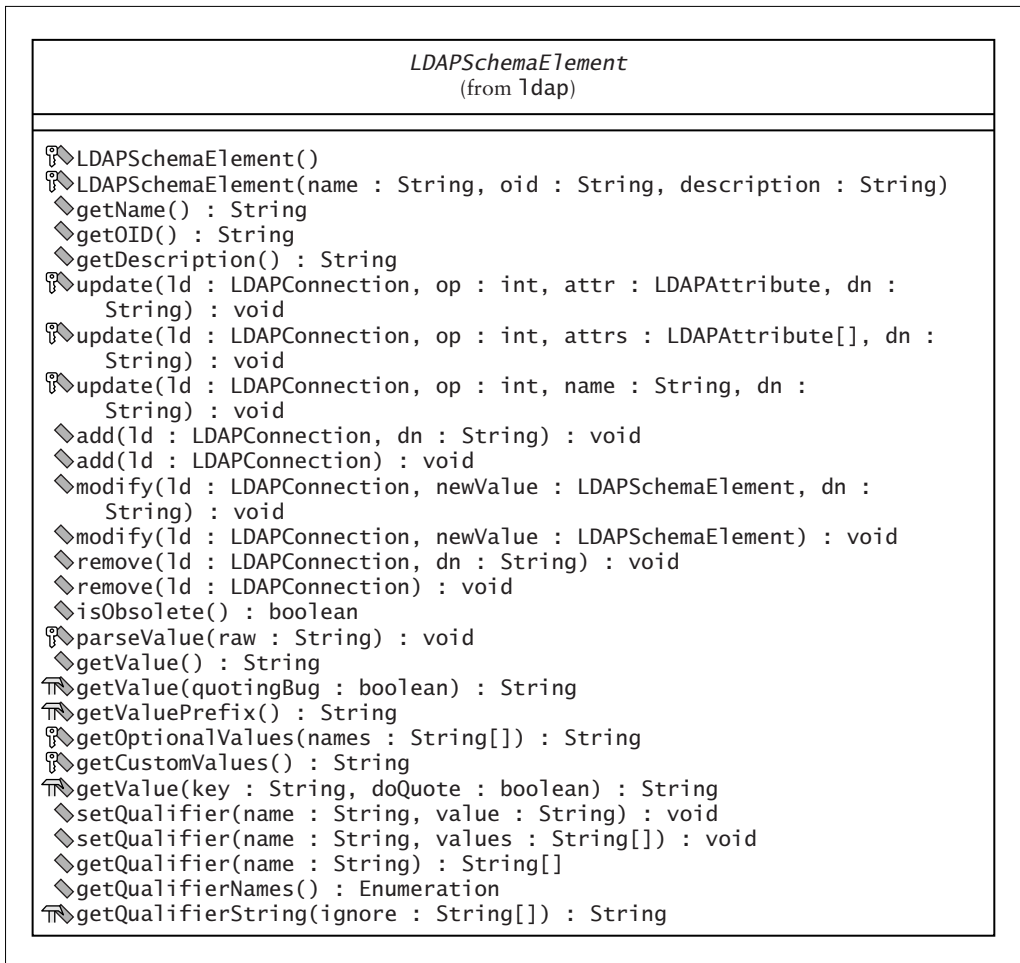 LDAPSchemaElement
(from ldap)
LDAPSchemaElement()
LDAPSchemaElement(name : String, oid : String, description : String)
getName() : String
getOID() : String
getDescription() : String
update(ld : LDAPConnection, op : int, attr : LDAPAttribute, dn :
String) : void
update(ld : LDAPConnection, op : int, attrs : LDAPAttribute[], dn :
String) : void
update(ld : LDAPConnection, op : int, name : String, dn :
String) : void
add(ld : LDAPConnection, dn : String) : void
add(ld : LDAPConnection) : void
modify(ld : LDAPConnection, newValue : LDAPSchemaElement, dn :
String) : void
modify(ld : LDAPConnection, newValue : LDAPSchemaElement) : void
remove(ld : LDAPConnection, dn : String) : void
remove(ld : LDAPConnection) : void
isObsolete() : boolean
parseValue(raw : String) : void
getValue() : String
getValue(quotingBug : boolean) : String
getValuePrefix() : String
getOptionalValues(names : String[]) : String
getCustomValues() : String
getValue(key : String, doQuote : boolean) : String
setQualifier(name : String, value : String) : void
setQualifier(name : String, values : String[]) : void
getQualifier(name : String) : String[]
getQualifierNames() : Enumeration
getQualifierString(ignore : String[]) : String